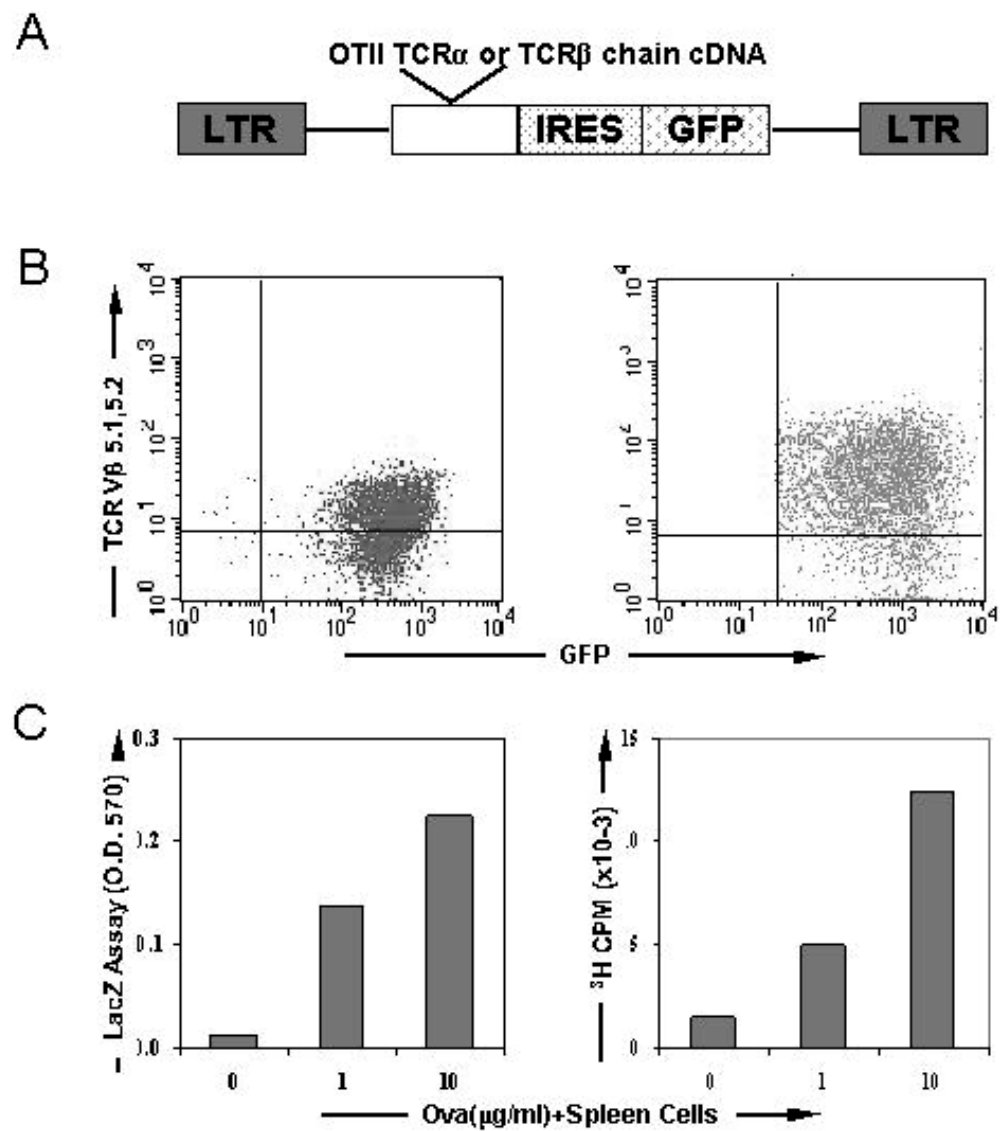 A
OTII TCRα or TCRβ chain cDNA
LTR IRES GFP LTR
B
TCR Vβ 5.1,5.2
10⁴ 10³ 10² 10¹ 10⁰
10⁰ 10¹ 10² 10³ 10⁴
10⁴ 10³ 10² 10¹ 10⁰
10⁰ 10¹ 10² 10³ 10⁴
GFP
C
LacZ Assay (O.D. 570)
0.3
0.2
0.1
0.0
0 1 10
³H CPM (x10-3)
0
0 1 10
Ova(μg/ml)+Spleen Cells